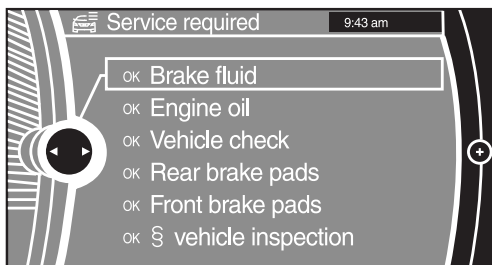 Service required 9:43 am
OK Brake fluid
OK Engine oil
OK Vehicle check
OK Rear brake pads
OK Front brake pads
OK § vehicle inspection